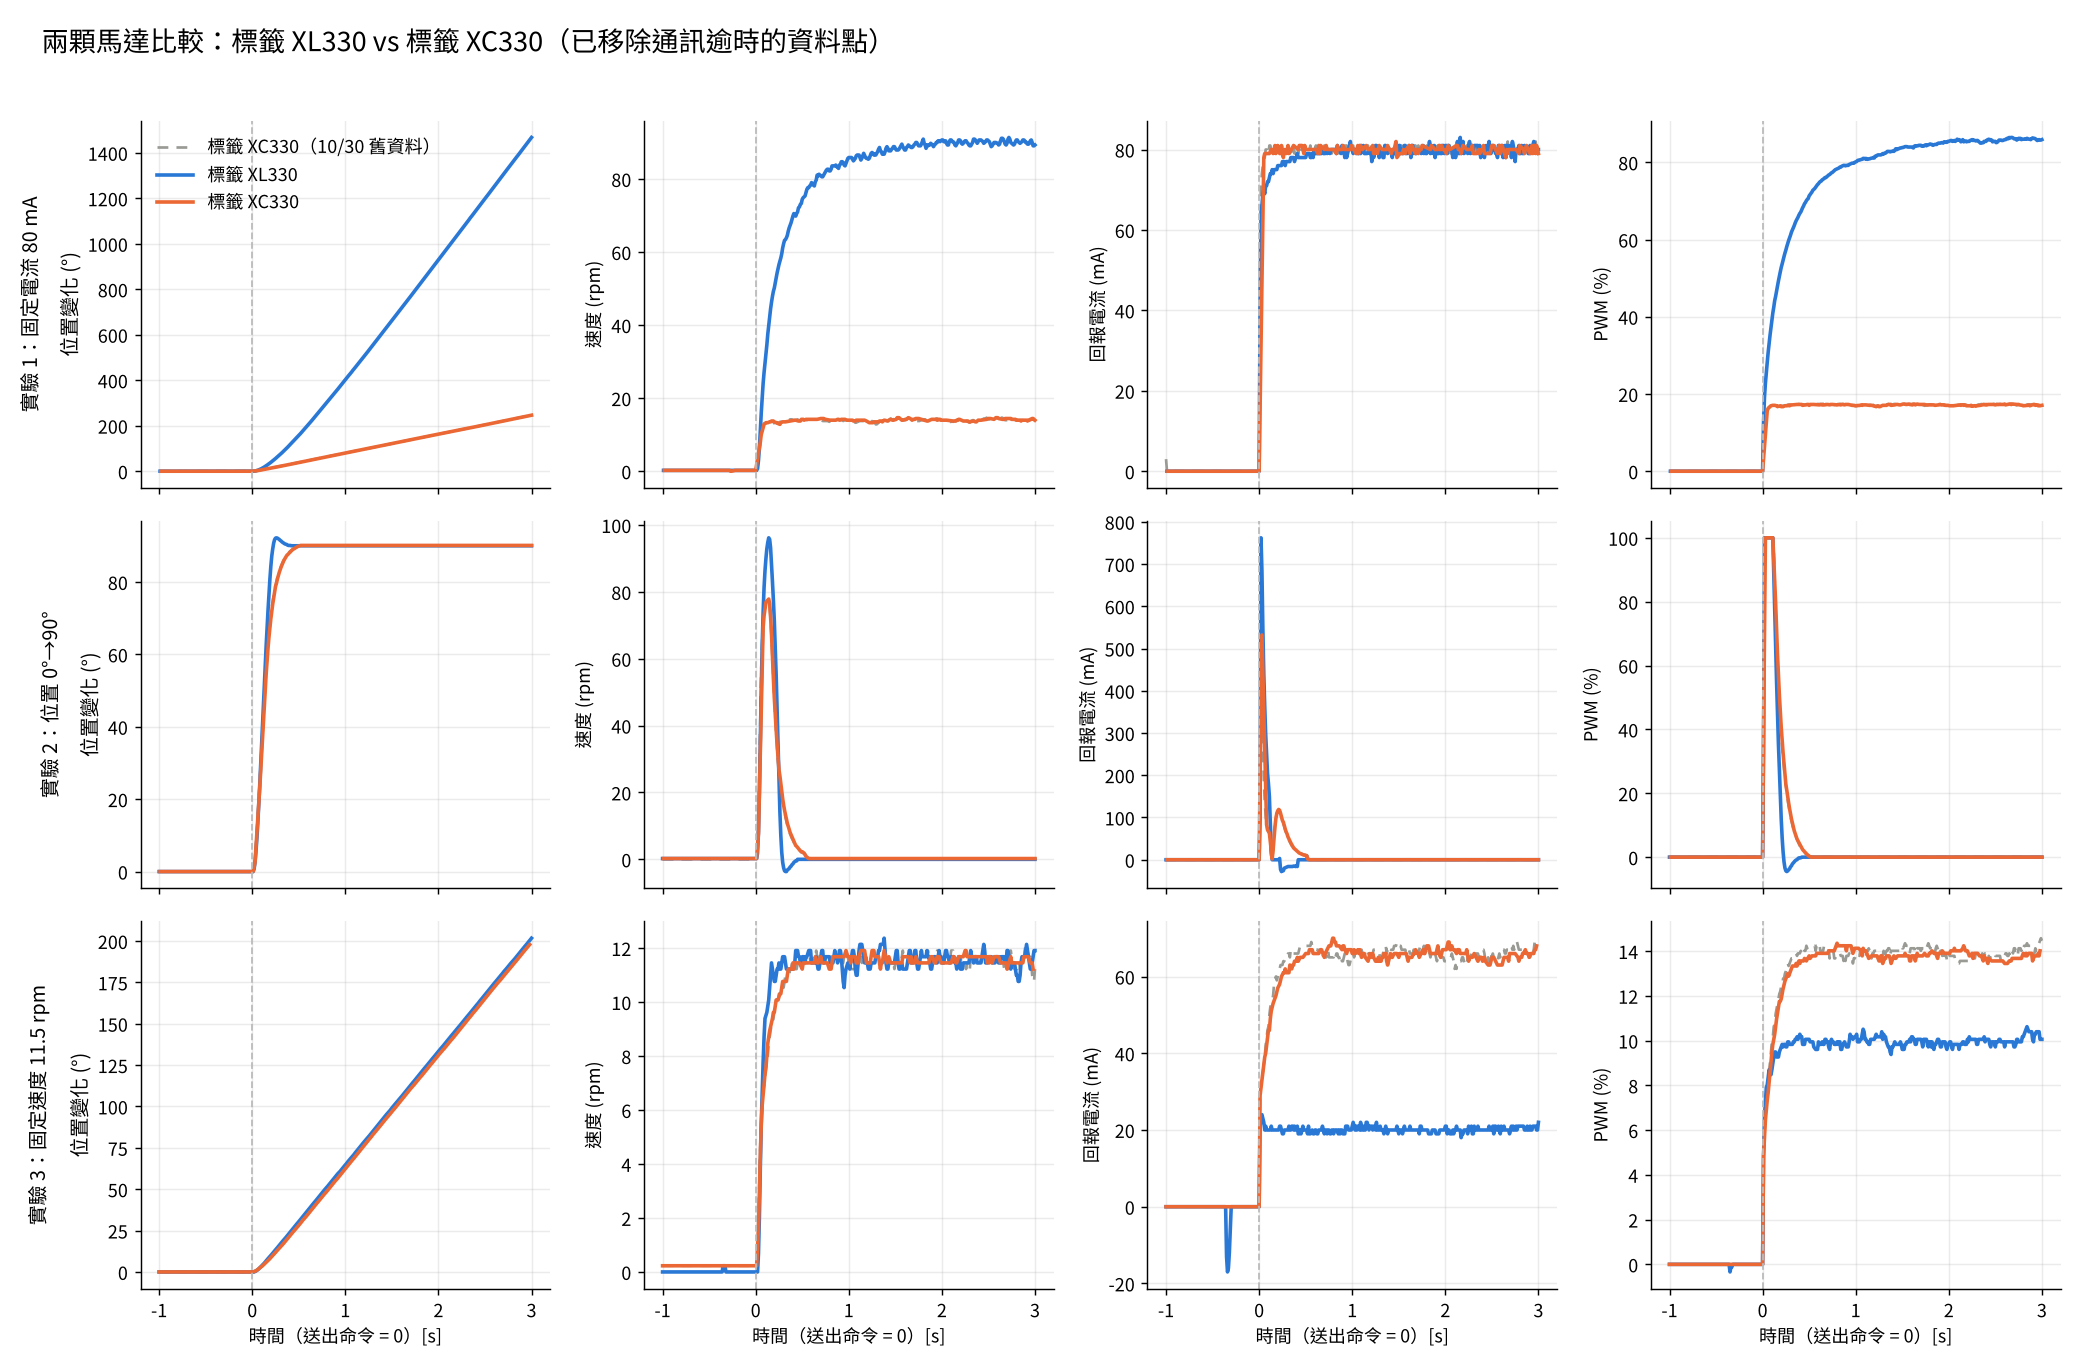 兩顆馬達比較：標籤 XL330 vs 標籤 XC330（已移除通訊逾時的資料點）
標籤 XC330（10/30 舊資料）
標籤 XL330
標籤 XC330
實驗 1：固定電流 80 mA
位置變化 (°)
1400
1200
1000
800
600
400
200
0
速度 (rpm)
80
60
40
20
0
回報電流 (mA)
80
60
40
20
0
PWM (%)
80
60
40
20
0
實驗 2：位置 0°→90°
位置變化 (°)
80
60
40
20
0
速度 (rpm)
100
80
60
40
20
0
回報電流 (mA)
800
700
600
500
400
300
200
100
0
PWM (%)
100
80
60
40
20
0
實驗 3：固定速度 11.5 rpm
位置變化 (°)
200
175
150
125
100
75
50
25
0
-1 0 1 2 3
時間（送出命令 = 0）[s]
速度 (rpm)
12
10
8
6
4
2
0
-1 0 1 2 3
時間（送出命令 = 0）[s]
回報電流 (mA)
60
40
20
0
-20
-1 0 1 2 3
時間（送出命令 = 0）[s]
PWM (%)
14
12
10
8
6
4
2
0
-1 0 1 2 3
時間（送出命令 = 0）[s]